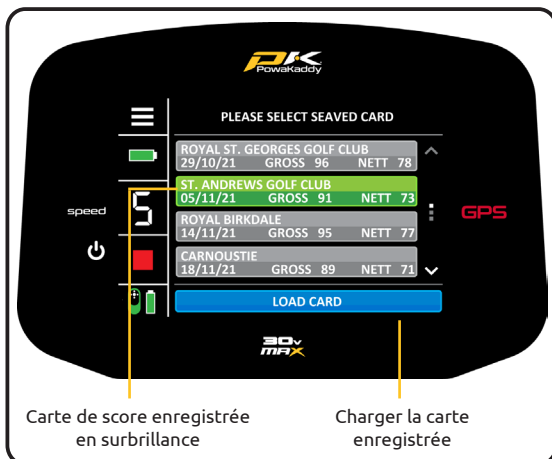 PK
PowaKaddy
PLEASE SELECT SEAVED CARD
ROYAL ST. GEORGES GOLF CLUB
29/10/21 GROSS 96 NETT 78
ST. ANDREWS GOLF CLUB
05/11/21 GROSS 91 NETT 73
speed 5 GPS
ROYAL BIRKDALE
14/11/21 GROSS 95 NETT 77
CARNOUSTIE
18/11/21 GROSS 89 NETT 71
LOAD CARD
30v
MAX
Carte de score enregistrée
en surbrillance
Charger la carte
enregistrée